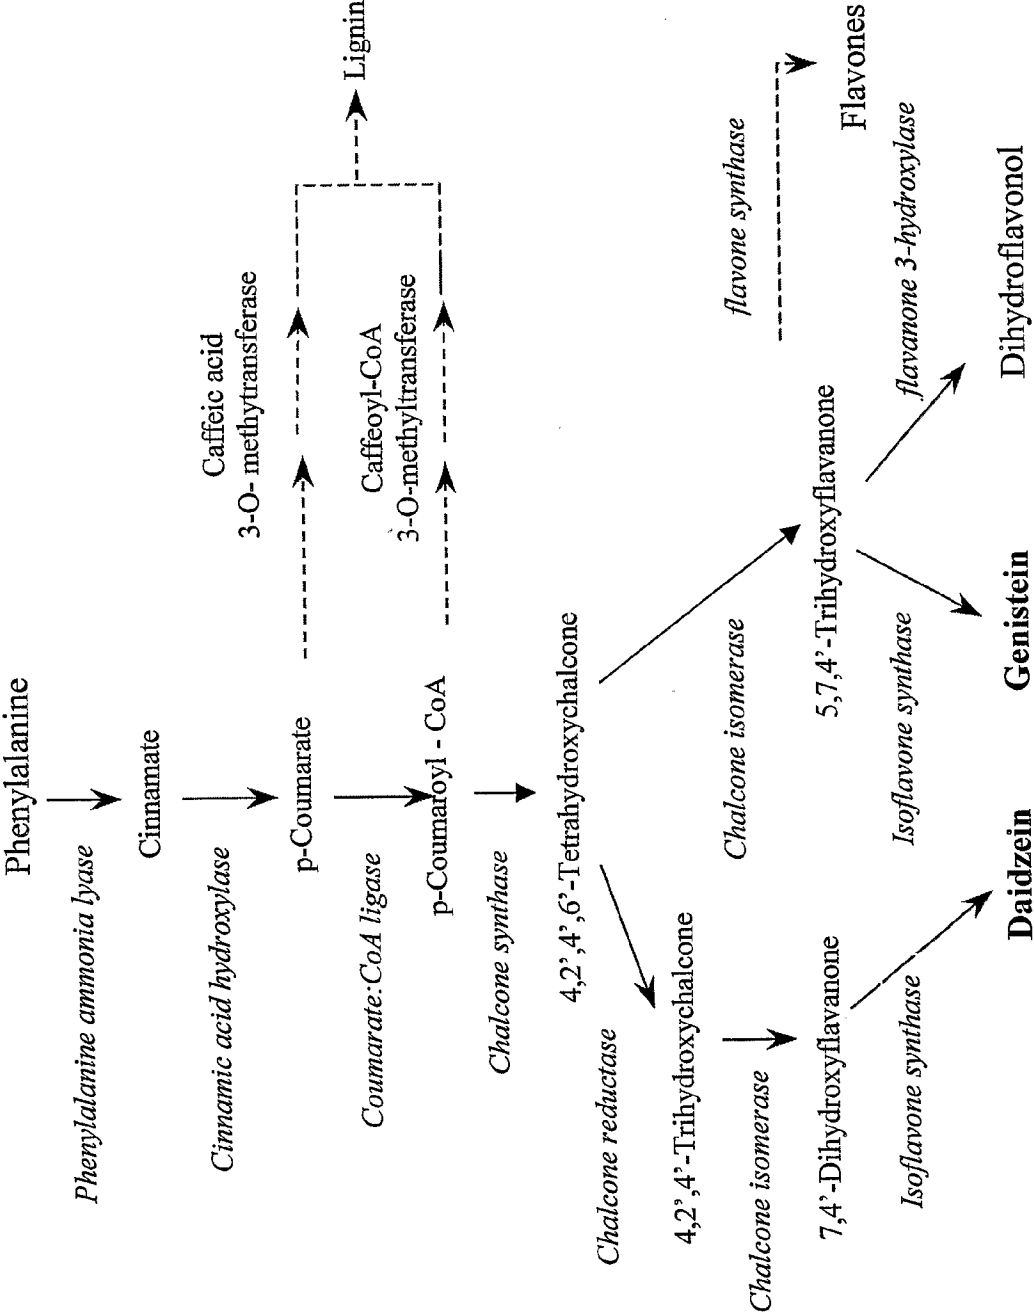 Phenylalanine
Phenylalanine ammonia lyase
Cinnamate
Cinnamic acid hydroxylase
p-Coumarate
Caffeic acid
3-O- methytransferase
Lignin
Coumarate:CoA ligase
Caffeoyl-CoA
3-O-methyltransferase
p-Coumaroyl - CoA
Chalcone synthase
4,2’,4’,6’-Tetrahydroxychalcone
Chalcone reductase
4,2’,4’-Trihydroxychalcone
Chalcone isomerase
flavone synthase
Chalcone isomerase
7,4’-Dihydroxyflavanone
5,7,4’-Trihydroxyflavanone
Flavones
Isoflavone synthase
Isoflavone synthase
flavanone 3-hydroxylase
Daidzein
Genistein
Dihydroflavonol